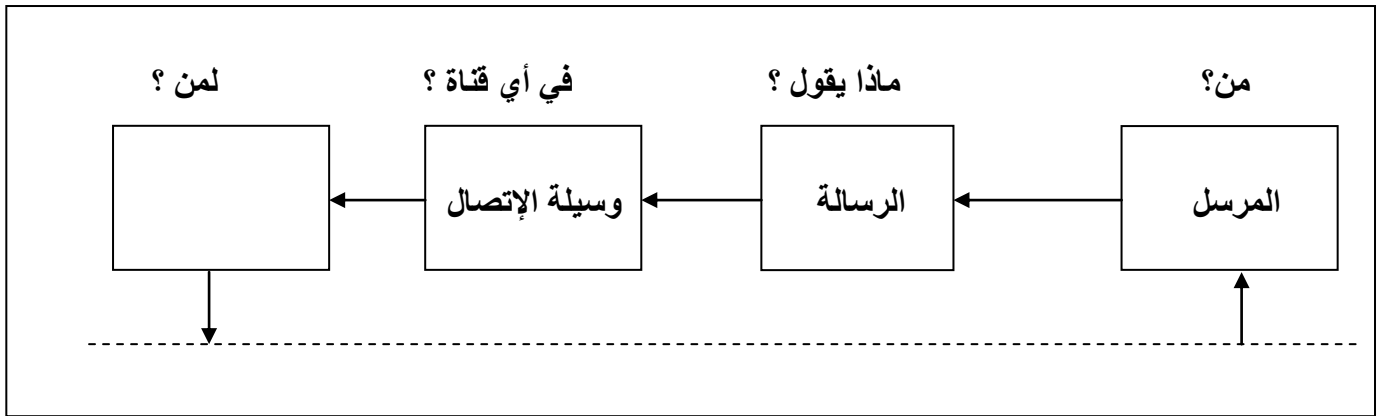 من؟ ماذا يقول ؟ في أي قناة ؟ لمن ؟
المرسل الرسالة وسيلة الإتصال